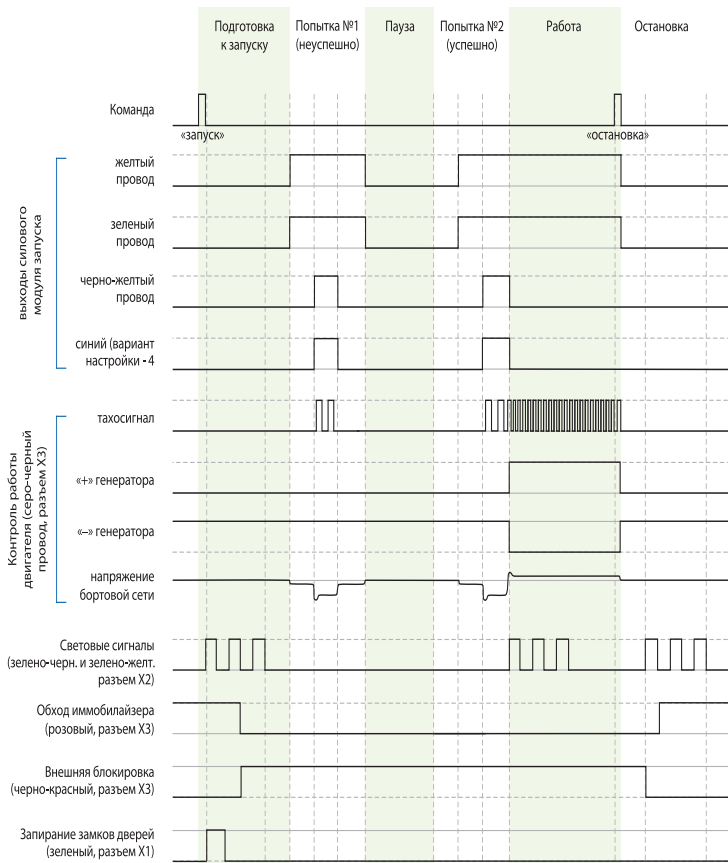 Подготовка
к запуску
Попытка №1
(неуспешно)
Пауза
Попытка №2
(успешно)
Работа
Остановка
Команда
«запуск»
«остановка»
выходы силового
модуля запуска
желтый
провод
зеленый
провод
черно-желтый
провод
синий (вариант
настройки - 4
Контроль работы
двигателя (серо-черный
провод, разъем X3)
тахосигнал
«+» генератора
«–» генератора
напряжение
бортовой сети
Световые сигналы
(зелено-черн. и зелено-желт.
разъем X2)
Обход иммобилайзера
(розовый, разъем X3)
Внешняя блокировка
(черно-красный, разъем X3)
Запирание замков дверей
(зеленый, разъем X1)